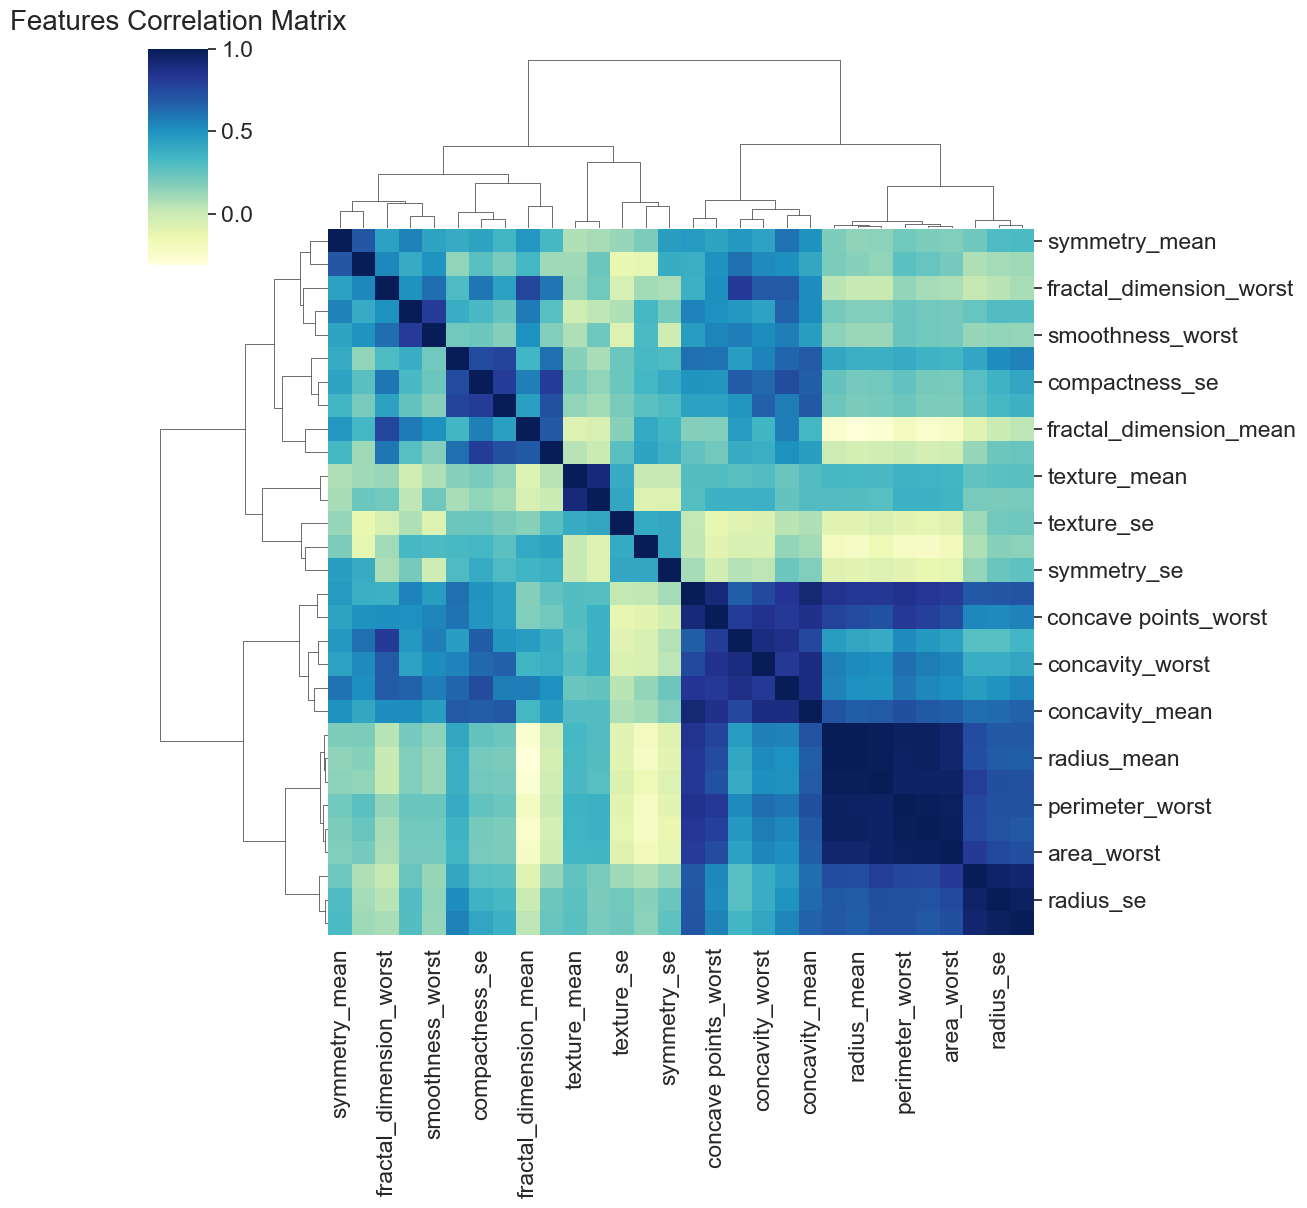 Features Correlation Matrix
1.0
0.5
0.0
symmetry_mean
fractal_dimension_worst
smoothness_worst
compactness_se
fractal_dimension_mean
texture_mean
texture_se
symmetry_se
concave points_worst
concavity_worst
concavity_mean
radius_mean
perimeter_worst
area_worst
radius_se
symmetry_mean
fractal_dimension_worst
smoothness_worst
compactness_se
fractal_dimension_mean
texture_mean
texture_se
symmetry_se
concave points_worst
concavity_worst
concavity_mean
radius_mean
perimeter_worst
area_worst
radius_se